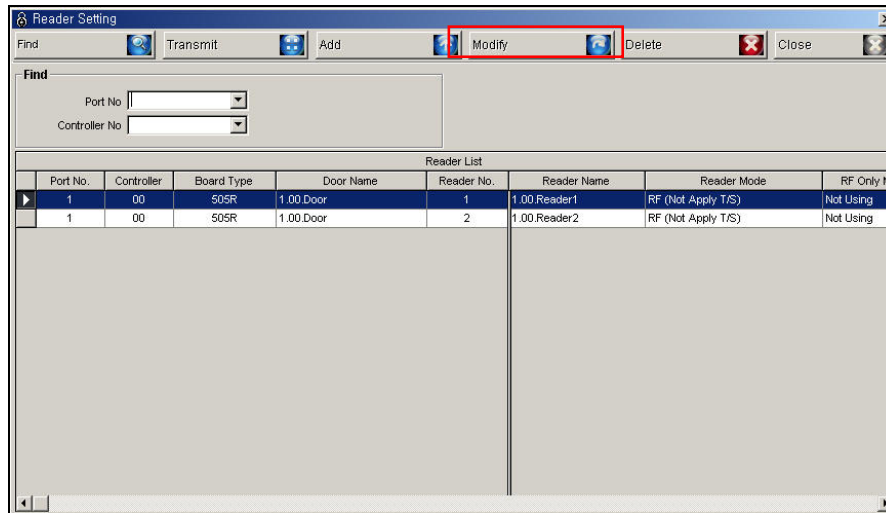 Reader Setting
Find Transmit Add Modify Delete Close
Find
Port No
Controller No
Reader List
Port No. Controller Board Type Door Name Reader No. Reader Name Reader Mode RF Only
1 00 505R 1.00.Door 1 1.00.Reader1 RF (Not Apply T/S) Not Using
1 00 505R 1.00.Door 2 1.00.Reader2 RF (Not Apply T/S) Not Using